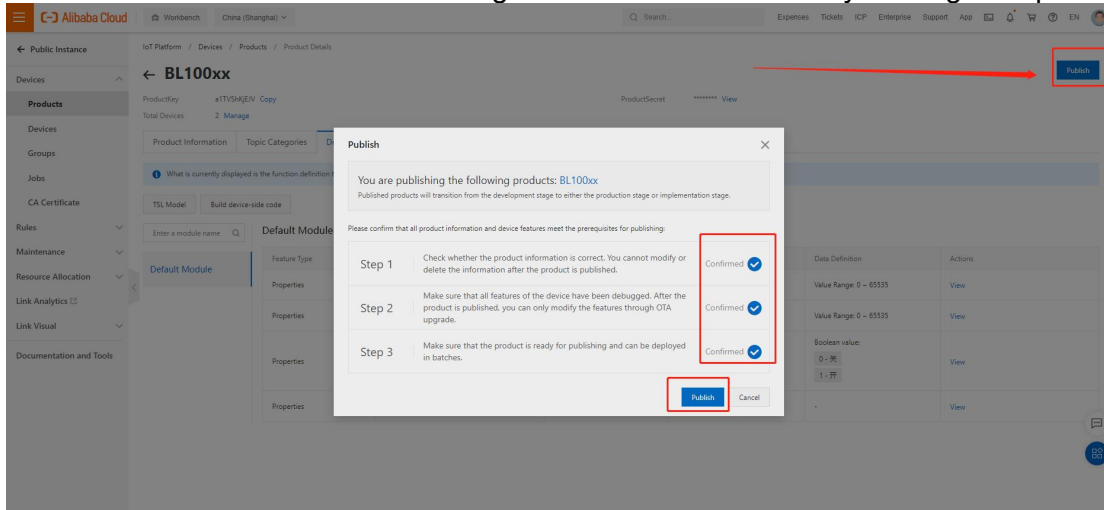 Alibaba Cloud
Workbench
China (Shanghai)
Search...
Expenses Tickets ICP Enterprise Support App EN
Public Instance
IoT Platform / Devices / Products / Product Details
Devices
← BL100xx
Publish
Products
ProductKey Copy
ProductSecret ******** View
Total Devices 2 Manage
Devices
Product Information Topic Categories
Groups
Jobs
What is currently displayed is the function definition
CA Certificate
TSL Model Build device-side code
Rules
Enter a module name
Default Module
Maintenance
Default Module
Feature Type Data Definition Actions
Resource Allocation
Properties Value Range: 0 ~ 65535 View
Link Analytics
Properties Value Range: 0 ~ 65535 View
Link Visual
Documentation and Tools
Properties
Boolean value:
0 - 关
1 - 开
View
Properties - View
Publish
You are publishing the following products: BL100xx
Published products will transition from the development stage to either the production stage or implementation stage.
Please confirm that all product information and device features meet the prerequisites for publishing:
Step 1
Check whether the product information is correct. You cannot modify or
delete the information after the product is published.
Confirmed
Step 2
Make sure that all features of the device have been debugged. After the
product is published, you can only modify the features through OTA
upgrade.
Confirmed
Step 3
Make sure that the product is ready for publishing and can be deployed
in batches.
Confirmed
Publish Cancel